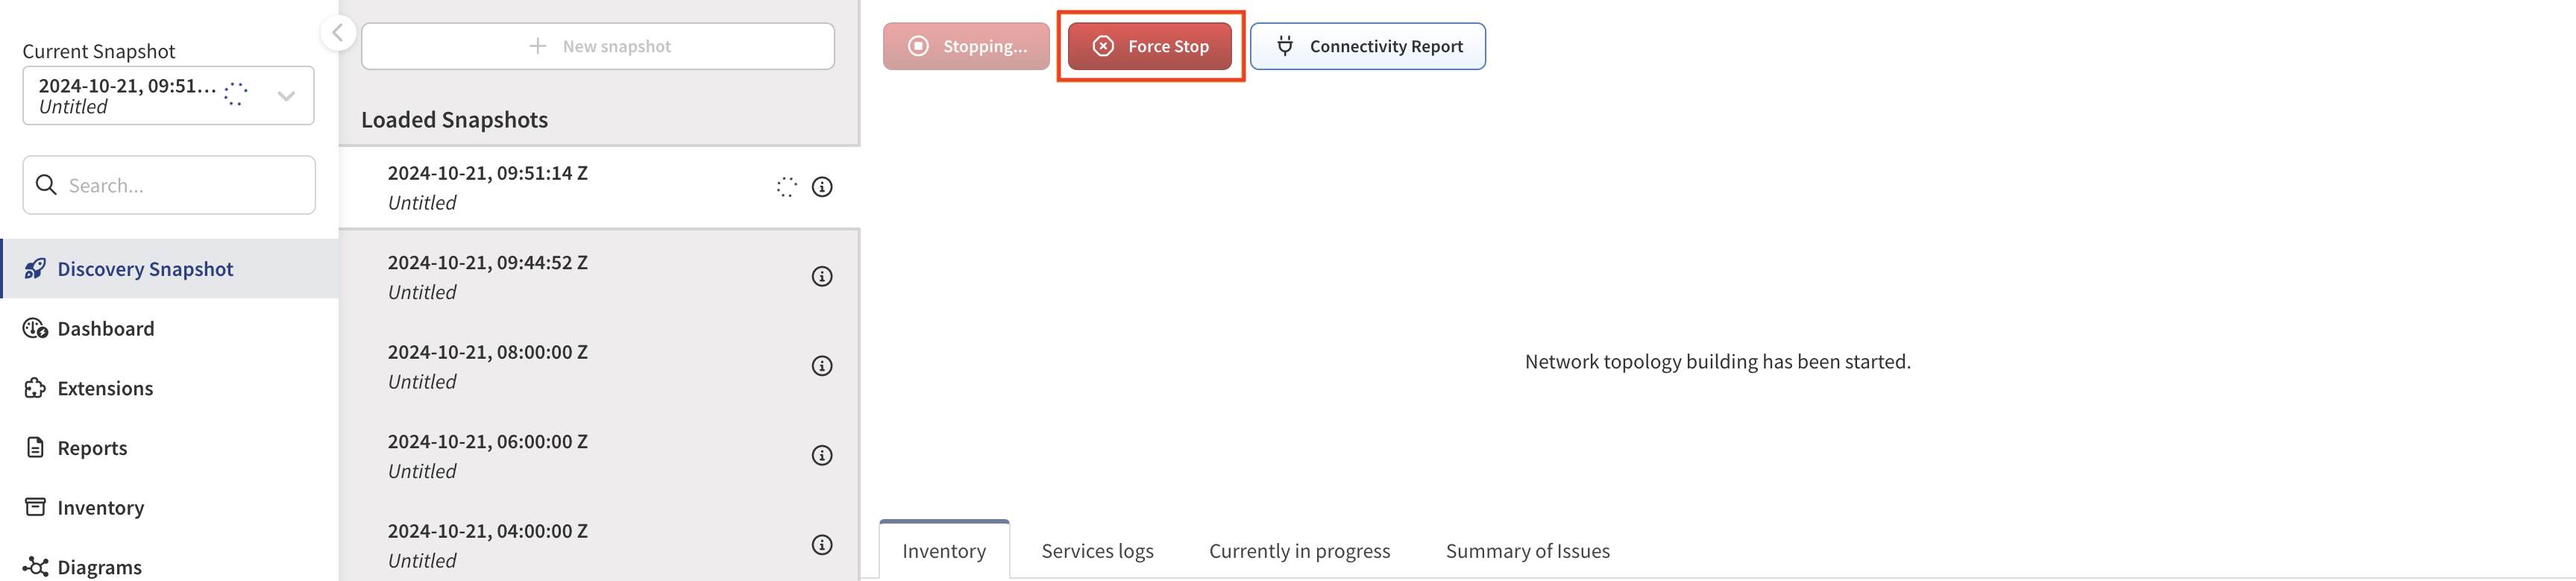 Current Snapshot
2024-10-21, 09:51...
Untitled
Search...
Discovery Snapshot
Dashboard
Extensions
Reports
Inventory
Diagrams
New snapshot
Loaded Snapshots
2024-10-21, 09:51:14 Z
Untitled
2024-10-21, 09:44:52 Z
Untitled
2024-10-21, 08:00:00 Z
Untitled
2024-10-21, 06:00:00 Z
Untitled
2024-10-21, 04:00:00 Z
Untitled
Stopping... Force Stop Connectivity Report
Network topology building has been started.
Inventory Services logs Currently in progress Summary of Issues